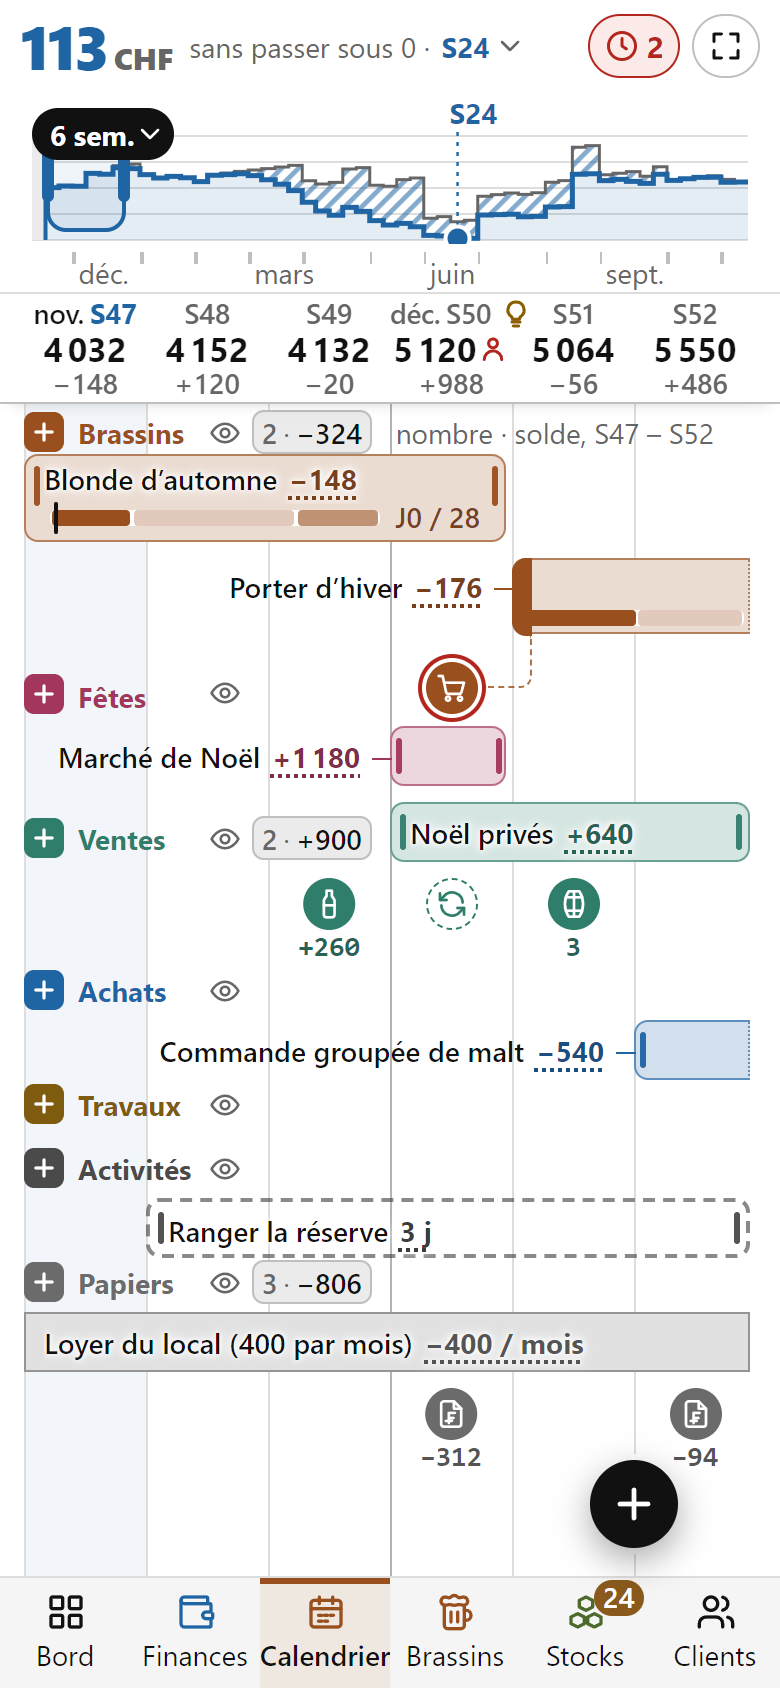 113 CHF sans passer sous 0 · S24
2
S24
6 sem.
déc. mars juin sept.
nov. S47 S48 S49 déc. S50 S51 S52
4 032 4 152 4 132 5 120 5 064 5 550
−148 +120 −20 +988 −56 +486
Brassins 2 · −324 nombre · solde, S47 – S52
Blonde d’automne −148
J0 / 28
Porter d’hiver −176
Fêtes
Marché de Noël +1 180
Ventes 2 · +900 Noël privés +640
+260 3
Achats
Commande groupée de malt −540
Travaux
Activités
Ranger la réserve 3 j
Papiers 3 · −806
Loyer du local (400 par mois) −400 / mois
−312 −94
24
Bord Finances Calendrier Brassins Stocks Clients